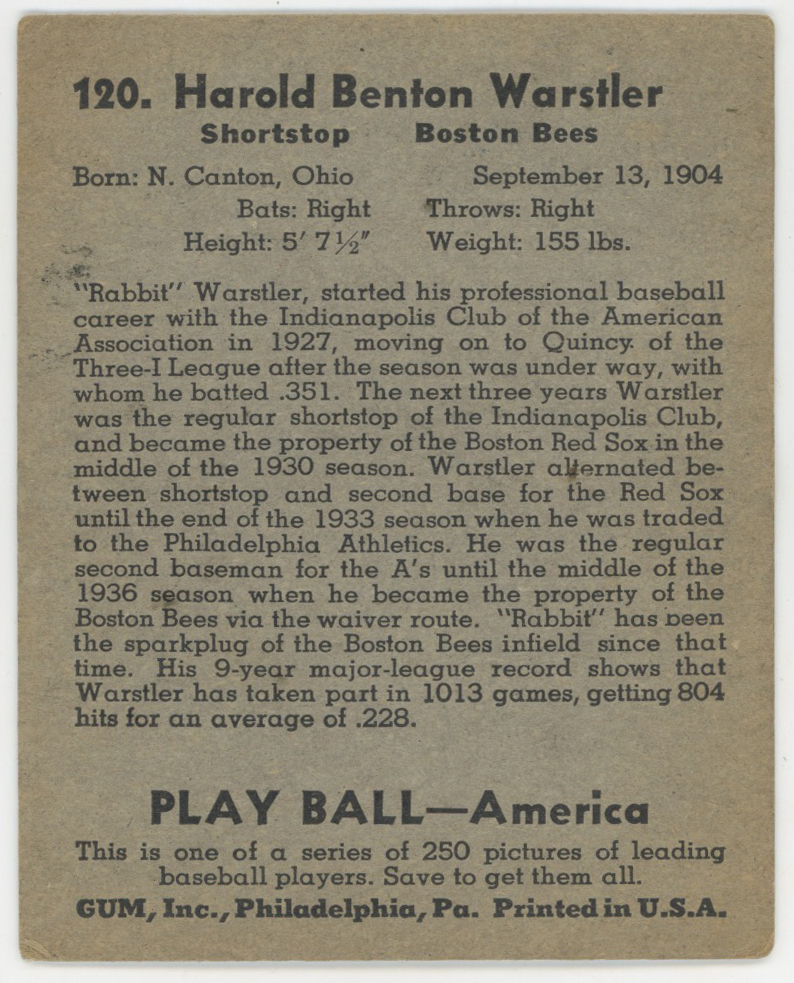 120. Harold Benton Warstler
Shortstop Boston Bees
Born: N. Canton, Ohio September 13, 1904
Bats: Right Throws: Right
Height: 5' 7½" Weight: 155 lbs.
"Rabbit" Warstler, started his professional baseball
career with the Indianapolis Club of the American
Association in 1927, moving on to Quincy of the
Three-I League after the season was under way, with
whom he batted .351. The next three years Warstler
was the regular shortstop of the Indianapolis Club,
and became the property of the Boston Red Sox in the
middle of the 1930 season. Warstler alternated be-
tween shortstop and second base for the Red Sox
until the end of the 1933 season when he was traded
to the Philadelphia Athletics. He was the regular
second baseman for the A's until the middle of the
1936 season when he became the property of the
Boston Bees via the waiver route. "Rabbit" has been
the sparkplug of the Boston Bees infield since that
time. His 9-year major-league record shows that
Warstler has taken part in 1013 games, getting 804
hits for an average of .228.
PLAY BALL—America
This is one of a series of 250 pictures of leading
baseball players. Save to get them all.
GUM, Inc., Philadelphia, Pa. Printed in U.S.A.